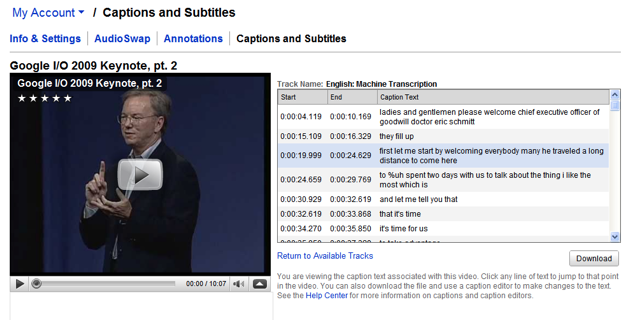 My Account / Captions and Subtitles
Info & Settings AudioSwap Annotations Captions and Subtitles
Google I/O 2009 Keynote, pt. 2
Google I/O 2009 Keynote, pt. 2
00:00 / 10:07
Track Name: English: Machine Transcription
Start End Caption Text
0:00:04.119 0:00:10.169 ladies and gentlemen please welcome chief executive officer of
goodwill doctor eric schmitt
0:00:15.109 0:00:16.329 they fill up
0:00:19.999 0:00:24.629 first let me start by welcoming everybody many he traveled a long
distance to come here
0:00:24.659 0:00:29.769 to %uh spent two days with us to talk about the thing i like the
most which is
0:00:30.929 0:00:32.619 and let me tell you that
0:00:32.619 0:00:33.868 that it's time
0:00:34.270 0:00:35.850 it's time for us
to take advantage
Return to Available Tracks Download
You are viewing the caption text associated with this video. Click any line of text to jump to that point
in the video. You can also download the file and use a caption editor to make changes to the text.
See the Help Center for more information on captions and caption editors.